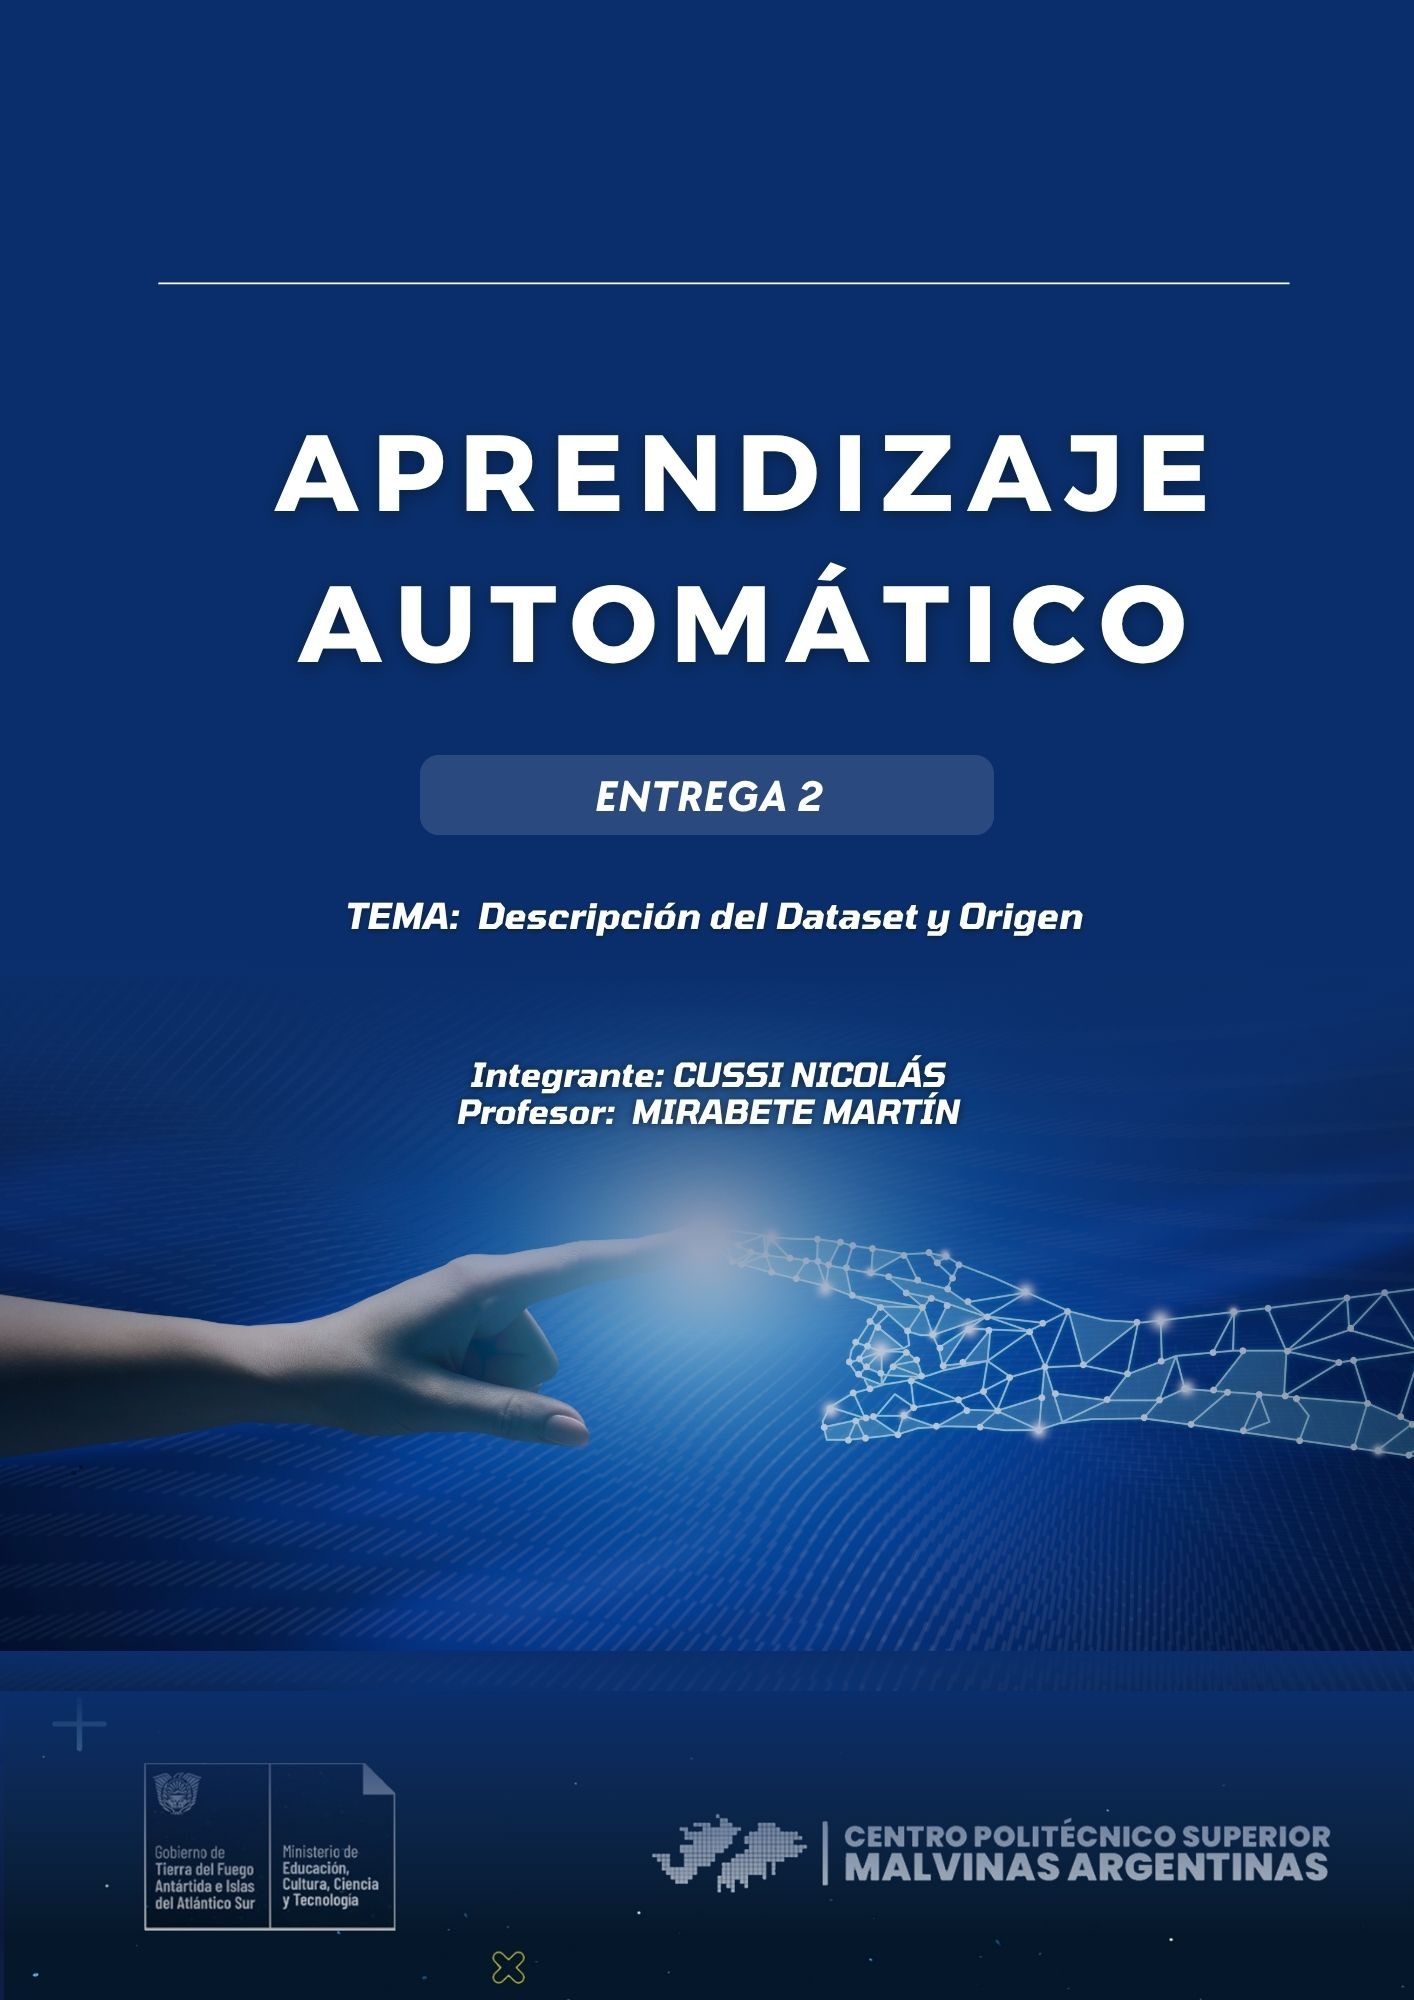 APRENDIZAJE
AUTOMÁTICO
ENTREGA 2
TEMA: Descripción del Dataset y Origen
Integrante: CUSSI NICOLÁS
Profesor: MIRABETE MARTÍN
Gobierno de
Tierra del Fuego
Antártida e Islas
del Atlántico Sur
Ministerio de
Educación,
Cultura, Ciencia
y Tecnología
CENTRO POLITÉCNICO SUPERIOR
MALVINAS ARGENTINAS